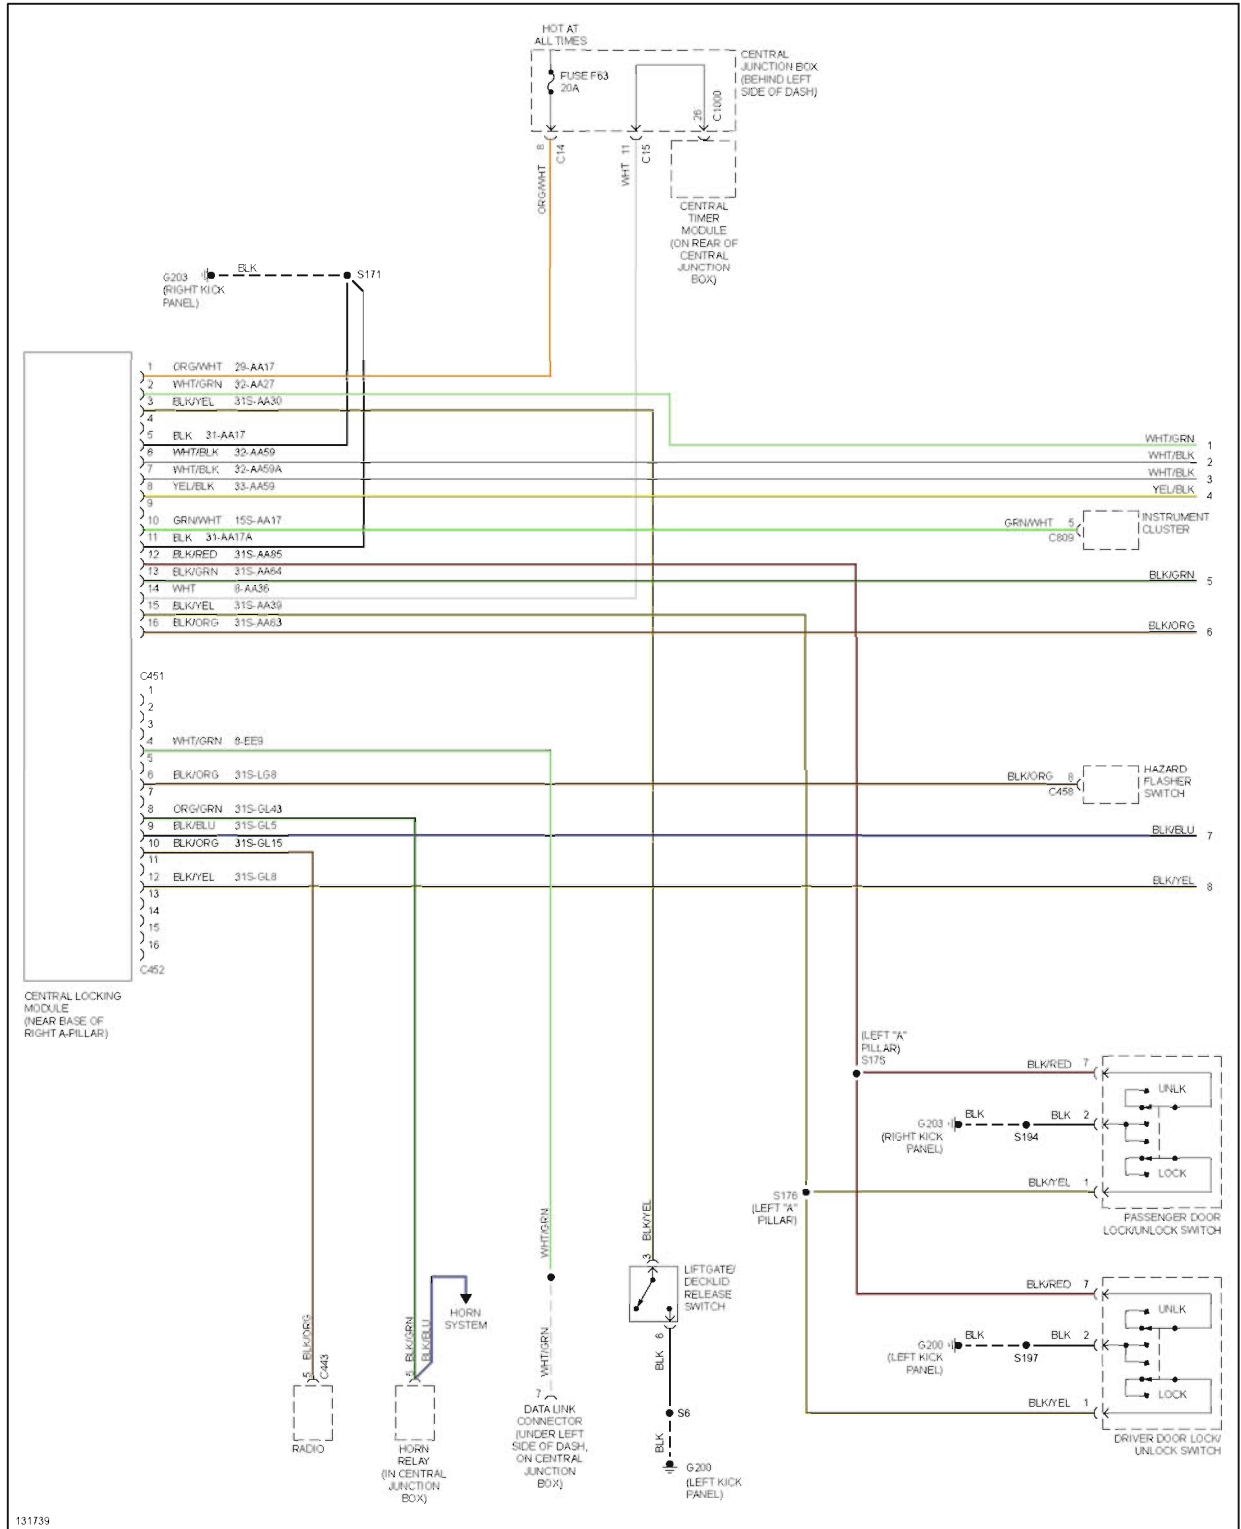 HOT AT
ALL TIMES
FUSE F63
20A
CENTRAL
JUNCTION BOX
(BEHIND LEFT
SIDE OF DASH)
26
C1000
8
C14
11
C15
ORG/WHT
WHT
CENTRAL
TIMER
MODULE
(ON REAR OF
CENTRAL
JUNCTION
BOX)
G203
(RIGHT KICK
PANEL)
BLK
S171
1 ORG/WHT 29-AA17
2 WHT/GRN 32-AA27
3 BLK/YEL 31S-AA30
4
5 BLK 31-AA17
6 WHT/BLK 32-AA59
7 WHT/BLK 32-AA59A
8 YEL/BLK 33-AA59
9
10 GRN/WHT 15S-AA17
11 BLK 31-AA17A
12 BLK/RED 31S-AA85
13 BLK/GRN 31S-AA64
14 WHT 8-AA36
15 BLK/YEL 31S-AA39
16 BLK/ORG 31S-AA63
WHT/GRN 1
WHT/BLK 2
WHT/BLK 3
YEL/BLK 4
GRN/WHT 5
C809
INSTRUMENT
CLUSTER
BLK/GRN 5
BLK/ORG 6
C451
1
2
3
4 WHT/GRN 8-EE9
5
6 BLK/ORG 31S-LG8
7
8 ORG/GRN 31S-GL43
9 BLK/BLU 31S-GL5
10 BLK/ORG 31S-GL15
11
12 BLK/YEL 31S-GL8
13
14
15
16
C452
BLK/ORG 8
C458
HAZARD
FLASHER
SWITCH
BLK/BLU 7
BLK/YEL 8
CENTRAL LOCKING
MODULE
(NEAR BASE OF
RIGHT A-PILLAR)
(LEFT "A"
PILLAR)
S175
BLK/RED 7
UNLK
G203
(RIGHT KICK
PANEL)
BLK
S194
BLK 2
LOCK
BLK/YEL 1
S176
(LEFT "A"
PILLAR)
PASSENGER DOOR
LOCK/UNLOCK SWITCH
BLK/RED 7
UNLK
G200
(LEFT KICK
PANEL)
BLK
S197
BLK 2
LOCK
BLK/YEL 1
DRIVER DOOR LOCK/
UNLOCK SWITCH
WHT/GRN
BLK/YEL
3
LIFTGATE/
DECKLID
RELEASE
SWITCH
6
BLK
S6
BLK
G200
(LEFT KICK
PANEL)
HORN
SYSTEM
5 BLK/ORG
C443
RADIO
5 BLK/GRN
BLK/BLU
HORN
RELAY
(IN CENTRAL
JUNCTION
BOX)
WHT/GRN
7
DATA LINK
CONNECTOR
(UNDER LEFT
SIDE OF DASH,
ON CENTRAL
JUNCTION
BOX)
131739